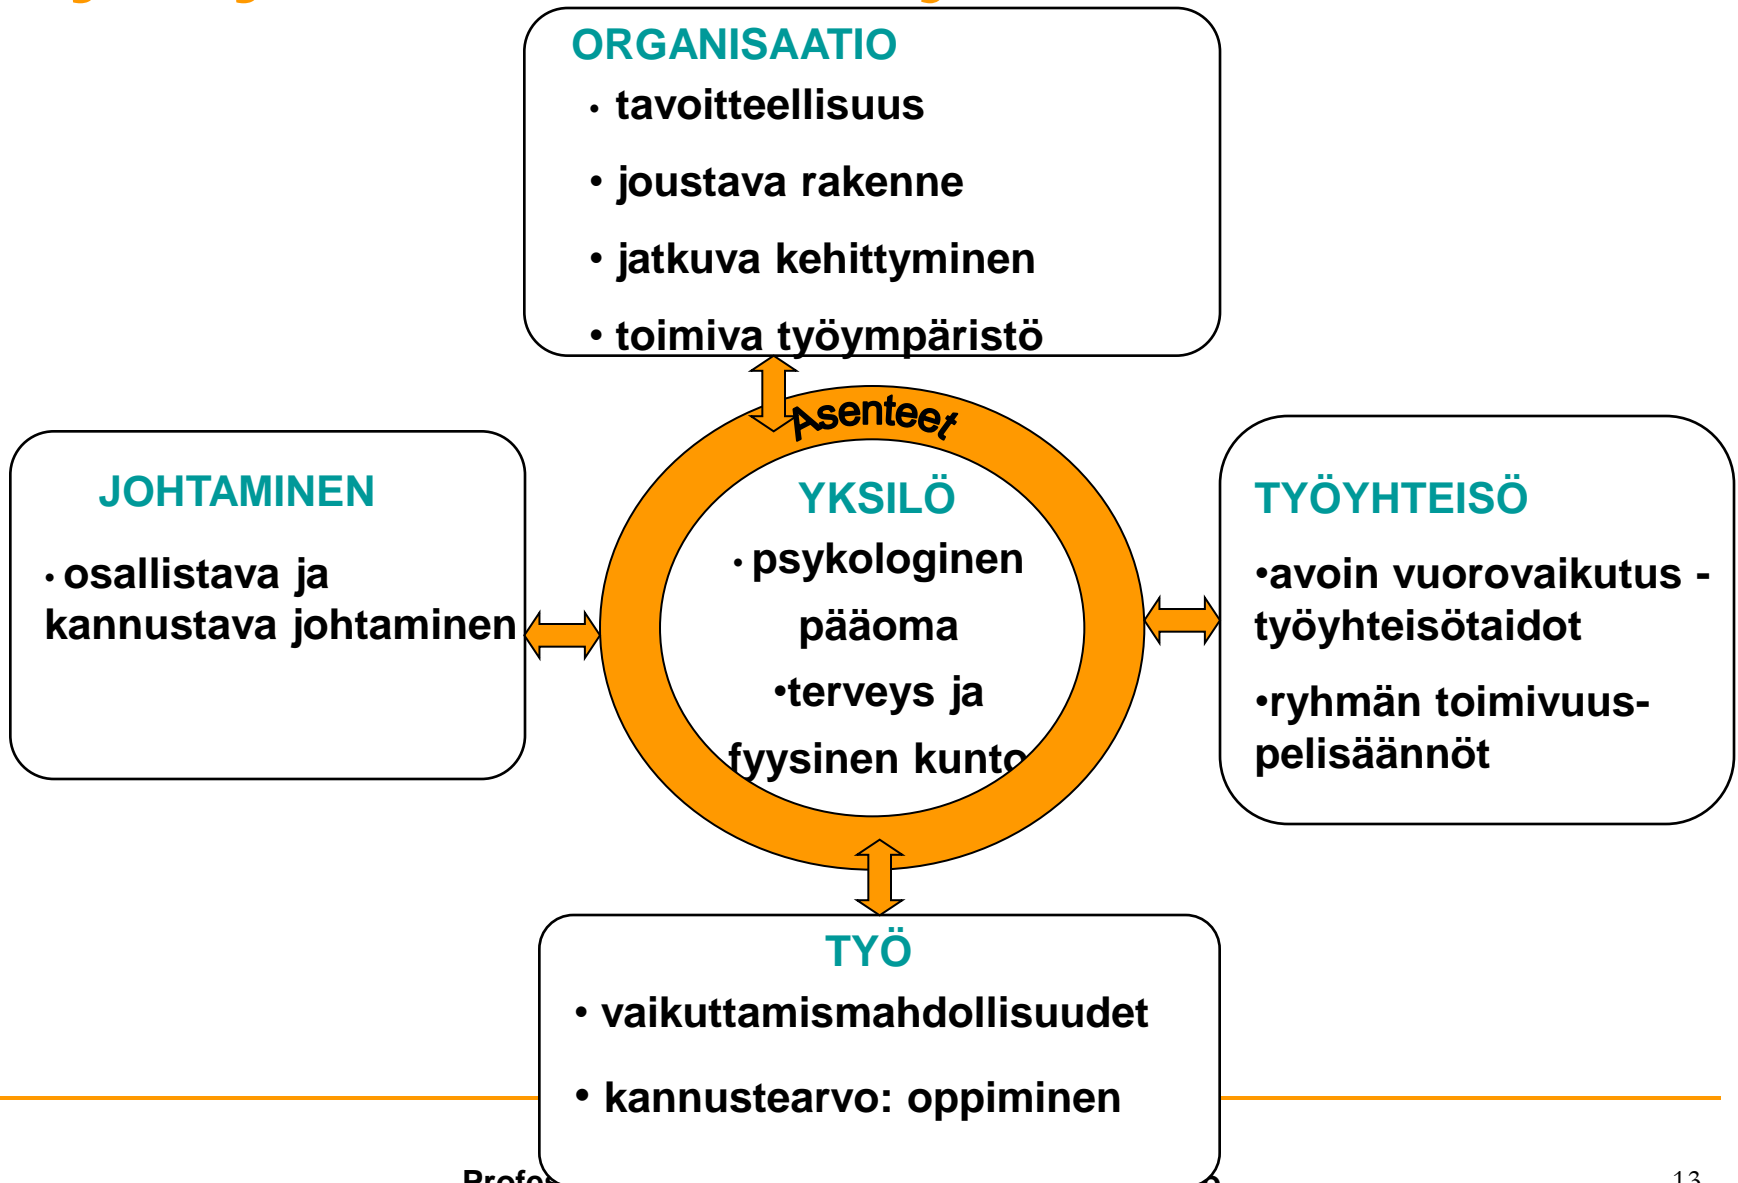 ORGANISAATIO
• tavoitteellisuus
• joustava rakenne
• jatkuva kehittyminen
• toimiva työympäristö
Asenteet
JOHTAMINEN
• osallistava ja
kannustava johtaminen
YKSILÖ
• psykologinen
pääoma
•terveys ja
fyysinen kunto
TYÖYHTEISÖ
•avoin vuorovaikutus -
työyhteisötaidot
•ryhmän toimivuus-
pelisäännöt
TYÖ
• vaikuttamismahdollisuudet
• kannustearvo: oppiminen
13